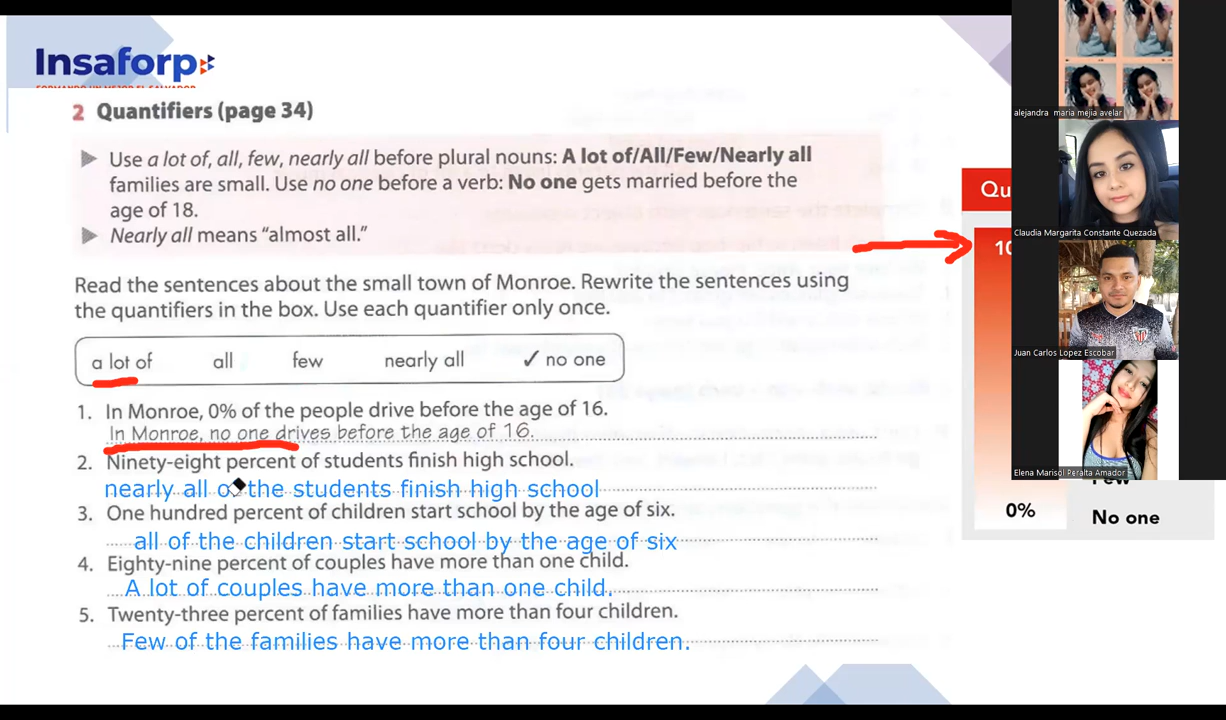 Insaforp
2 Quantifiers (page 34)
Use a lot of, all, few, nearly all before plural nouns: A lot of/All/Few/Nearly all
families are small. Use no one before a verb: No one gets married before the
age of 18.
Nearly all means “almost all.”
Read the sentences about the small town of Monroe. Rewrite the sentences using
the quantifiers in the box. Use each quantifier only once.
a lot of all few nearly all ✓ no one
1. In Monroe, 0% of the people drive before the age of 16.
In Monroe, no one drives before the age of 16.
2. Ninety-eight percent of students finish high school.
nearly all of the students finish high school
3. One hundred percent of children start school by the age of six.
all of the children start school by the age of six
4. Eighty-nine percent of couples have more than one child.
A lot of couples have more than one child.
5. Twenty-three percent of families have more than four children.
Few of the families have more than four children.
Qu
10
0%
Few
No one
alejandra maria mejia avelar
Claudia Margarita Constante Quezada
Juan Carlos Lopez Escobar
Elena Marisol Peralta Amador